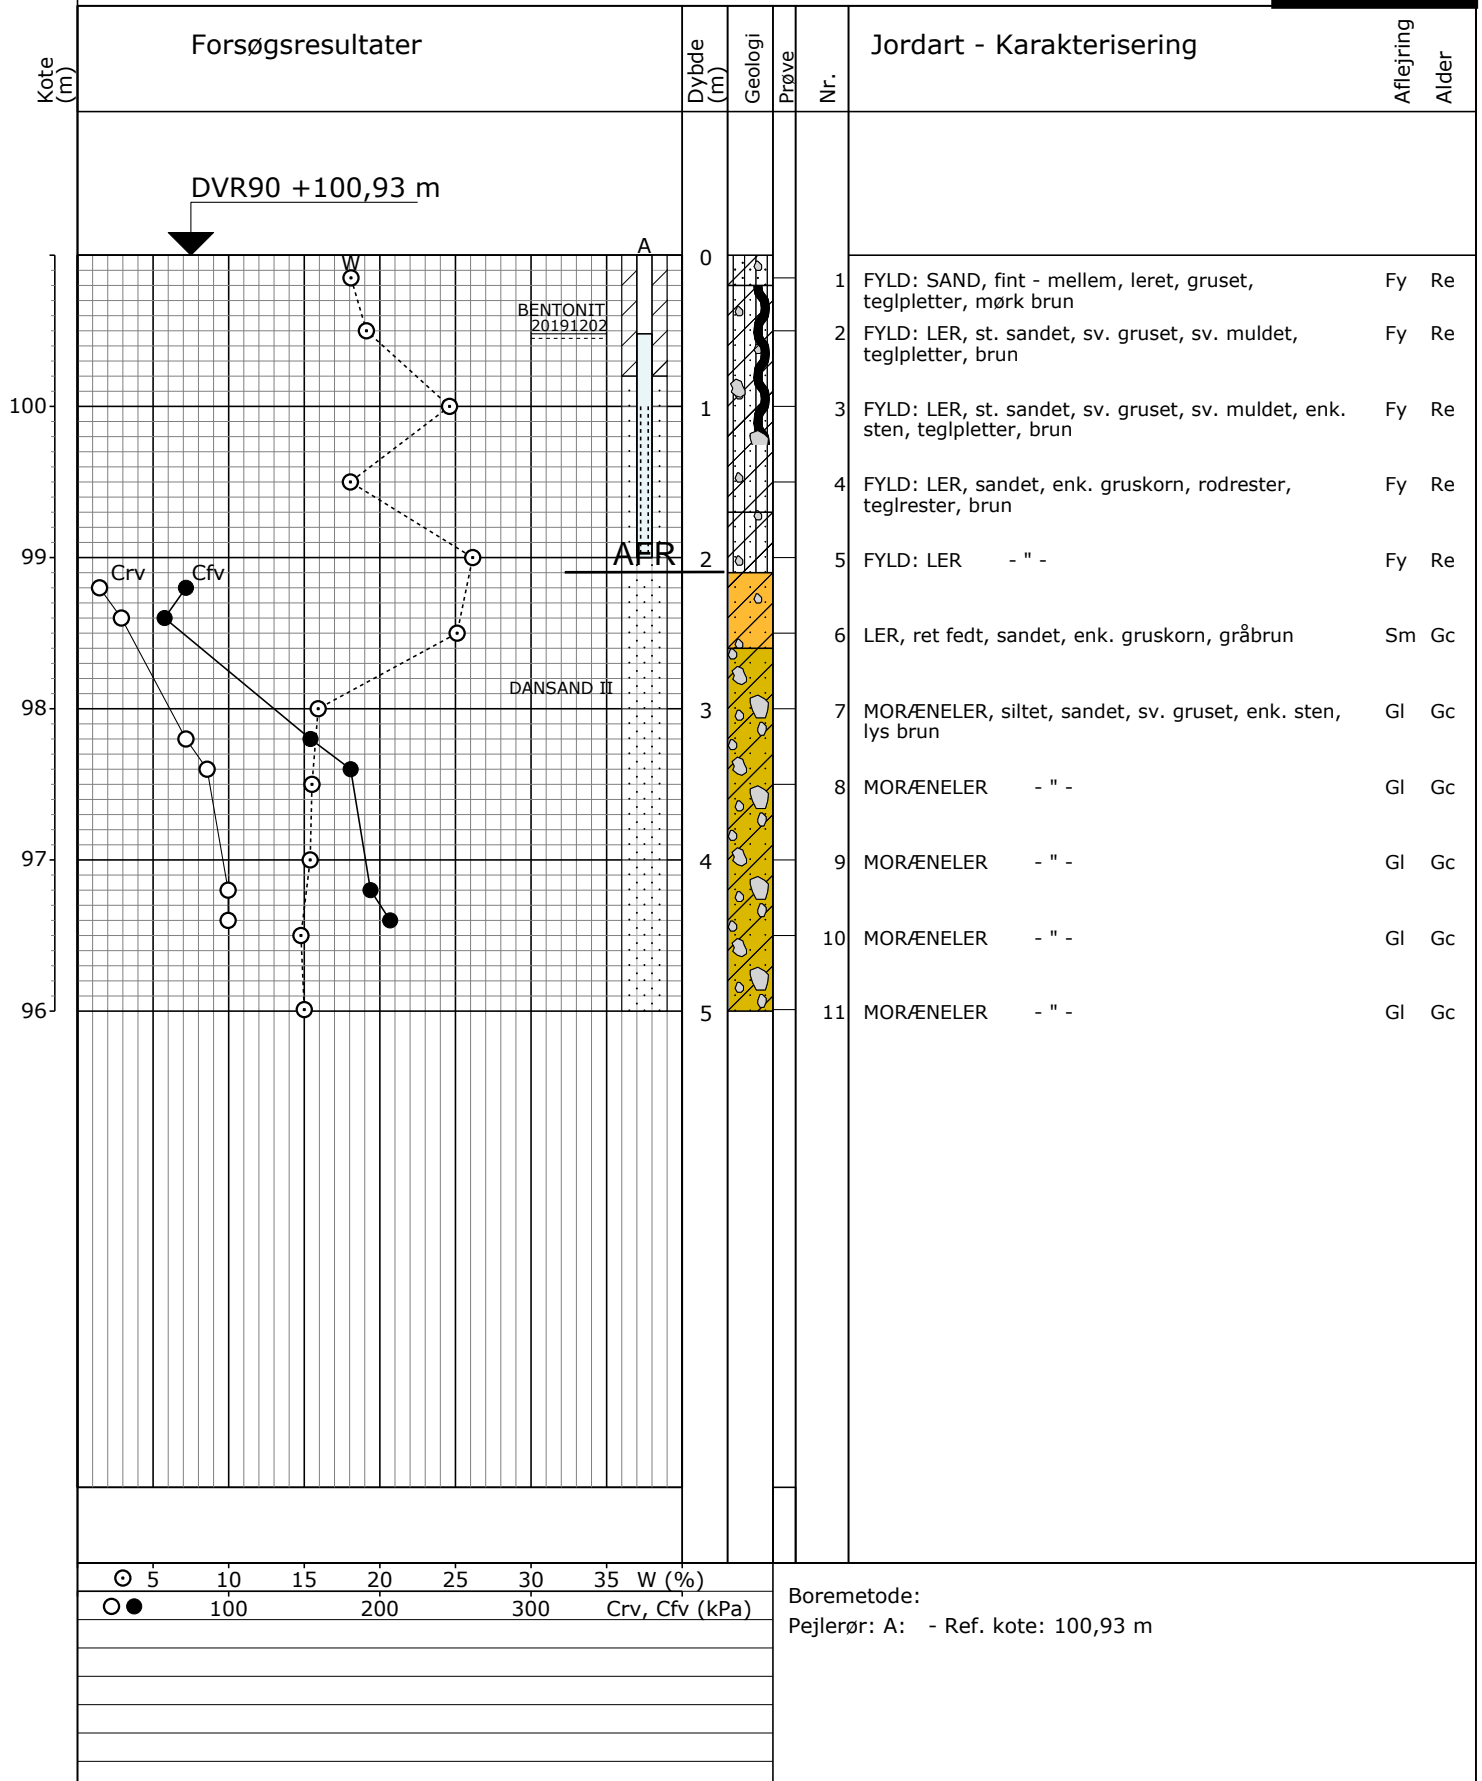 Kote
(m)
Forsøgsresultater
Dybde
(m)
Geologi
Prøve
Nr.
Jordart - Karakterisering
Aflejring
Alder
DVR90 +100,93 m
A
W
0
1 FYLD: SAND, fint - mellem, leret, gruset, Fy Re
teglpletter, mørk brun
BENTONIT
20191202
2 FYLD: LER, st. sandet, sv. gruset, sv. muldet, Fy Re
teglpletter, brun
100
1
3 FYLD: LER, st. sandet, sv. gruset, sv. muldet, enk. Fy Re
sten, teglpletter, brun
4 FYLD: LER, sandet, enk. gruskorn, rodrester, Fy Re
teglrester, brun
99
AFR
2
5 FYLD: LER - " - Fy Re
Crv
Cfv
6 LER, ret fedt, sandet, enk. gruskorn, gråbrun Sm Gc
DANSAND II
98
3
7 MORÆNELER, siltet, sandet, sv. gruset, enk. sten, Gl Gc
lys brun
8 MORÆNELER - " - Gl Gc
97
4
9 MORÆNELER - " - Gl Gc
10 MORÆNELER - " - Gl Gc
96
5
11 MORÆNELER - " - Gl Gc
5 10 15 20 25 30 35 W (%)
100 200 300 Crv, Cfv (kPa)
Boremetode:
Pejlerør: A: - Ref. kote: 100,93 m